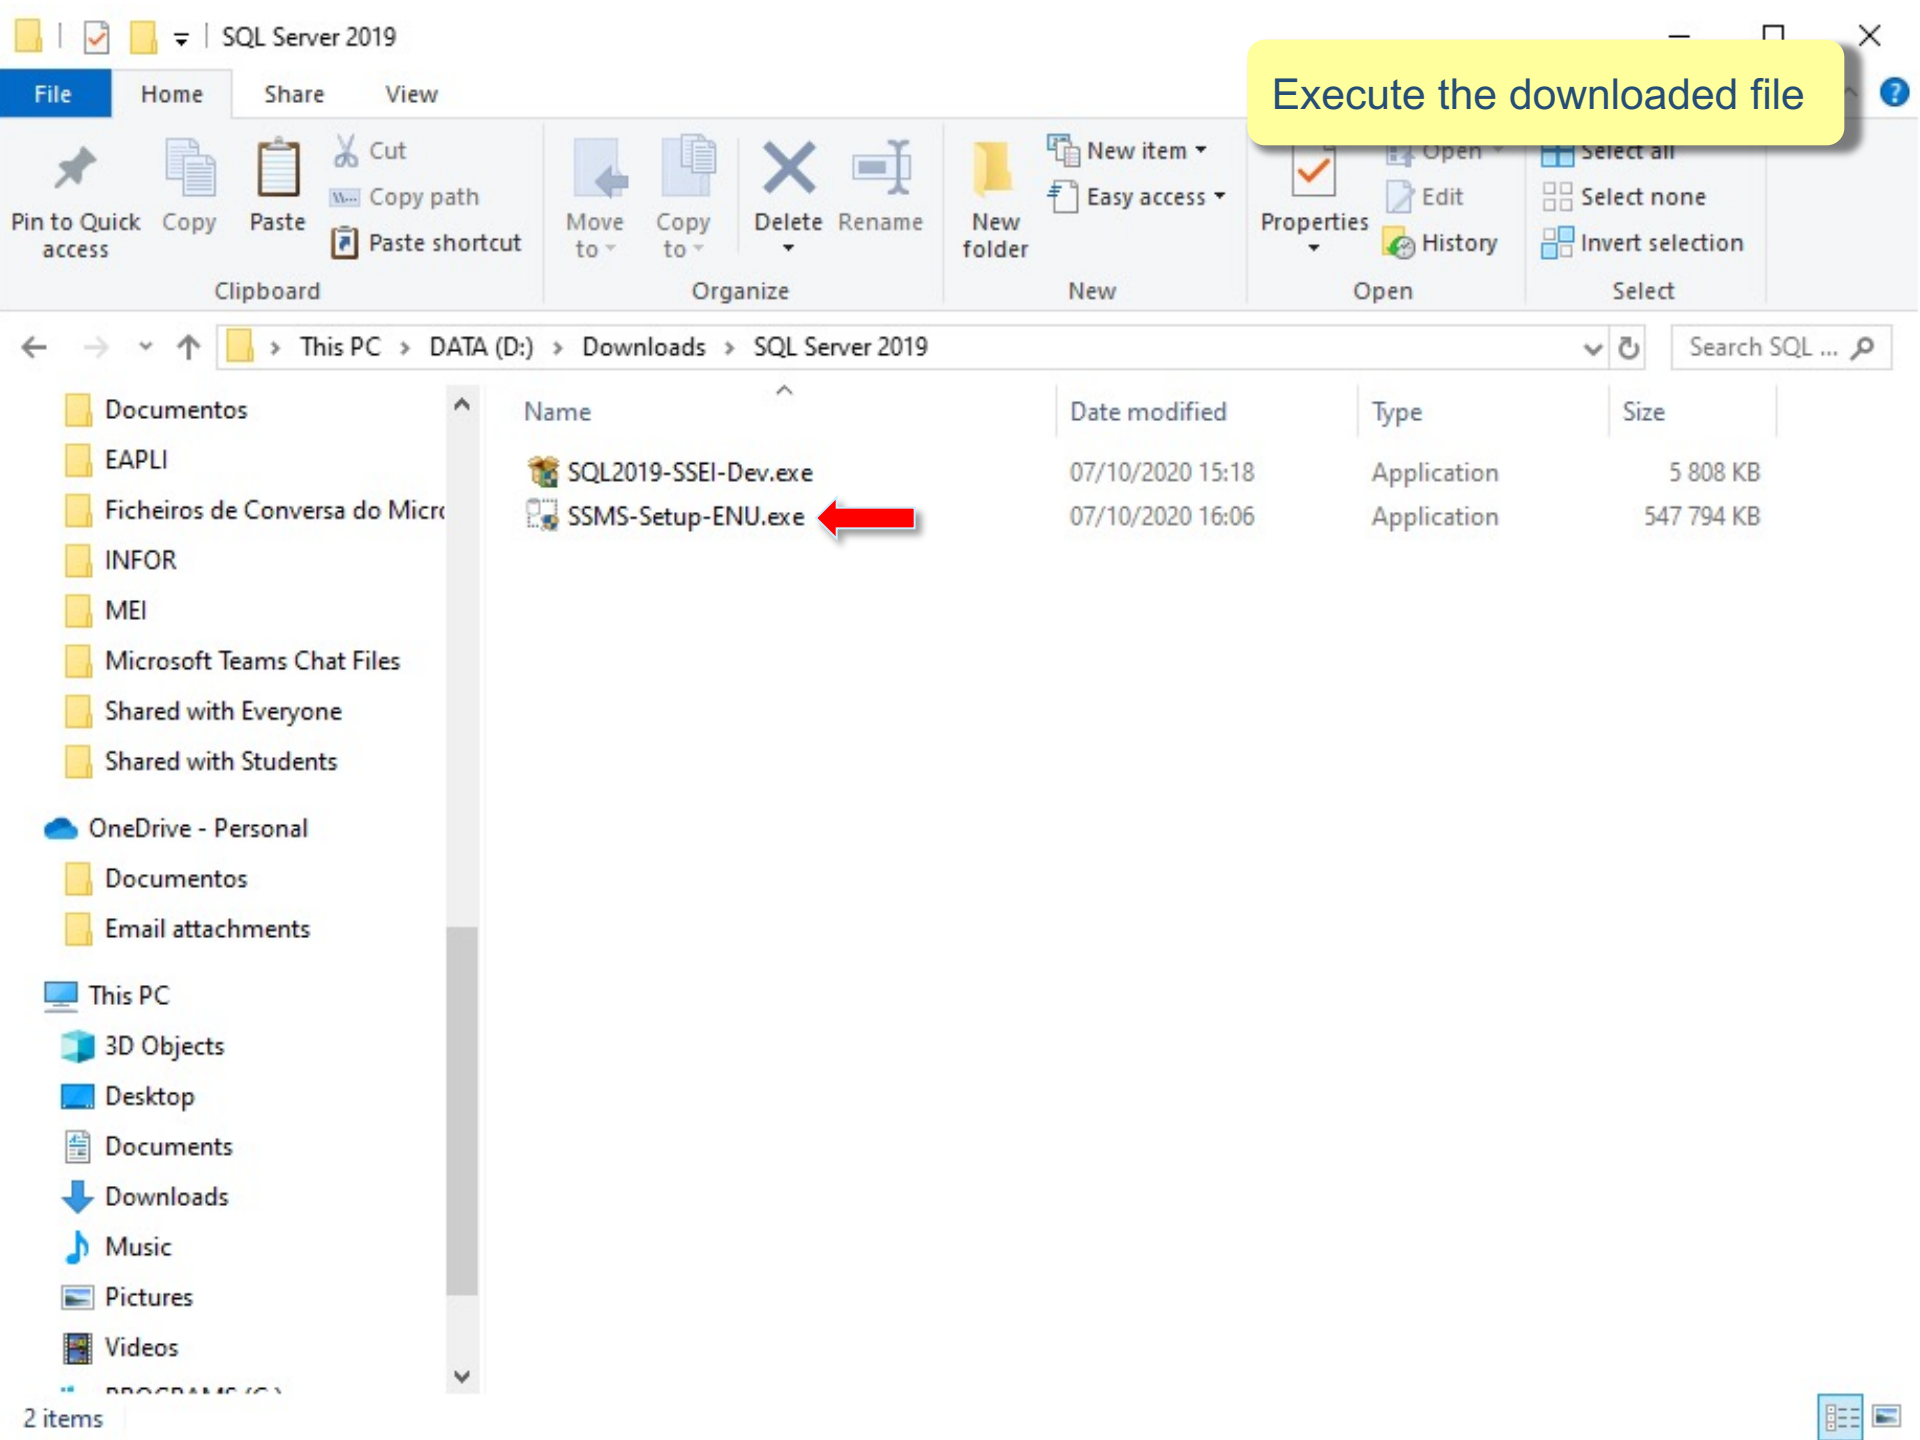 SQL Server 2019
Execute the downloaded file
File Home Share View
Pin to Quick access
Copy
Paste
Cut
Copy path
Paste shortcut
Clipboard
Move to
Copy to
Delete
Rename
Organize
New folder
New item
Easy access
New
Properties
Open
Edit
History
Open
Select all
Select none
Invert selection
Select
This PC > DATA (D:) > Downloads > SQL Server 2019
Search SQL ...
Name Date modified Type Size
SQL2019-SSEI-Dev.exe 07/10/2020 15:18 Application 5 808 KB
SSMS-Setup-ENU.exe 07/10/2020 16:06 Application 547 794 KB
Documentos
EAPLI
Ficheiros de Conversa do Micro
INFOR
MEI
Microsoft Teams Chat Files
Shared with Everyone
Shared with Students
OneDrive - Personal
Documentos
Email attachments
This PC
3D Objects
Desktop
Documents
Downloads
Music
Pictures
Videos
2 items